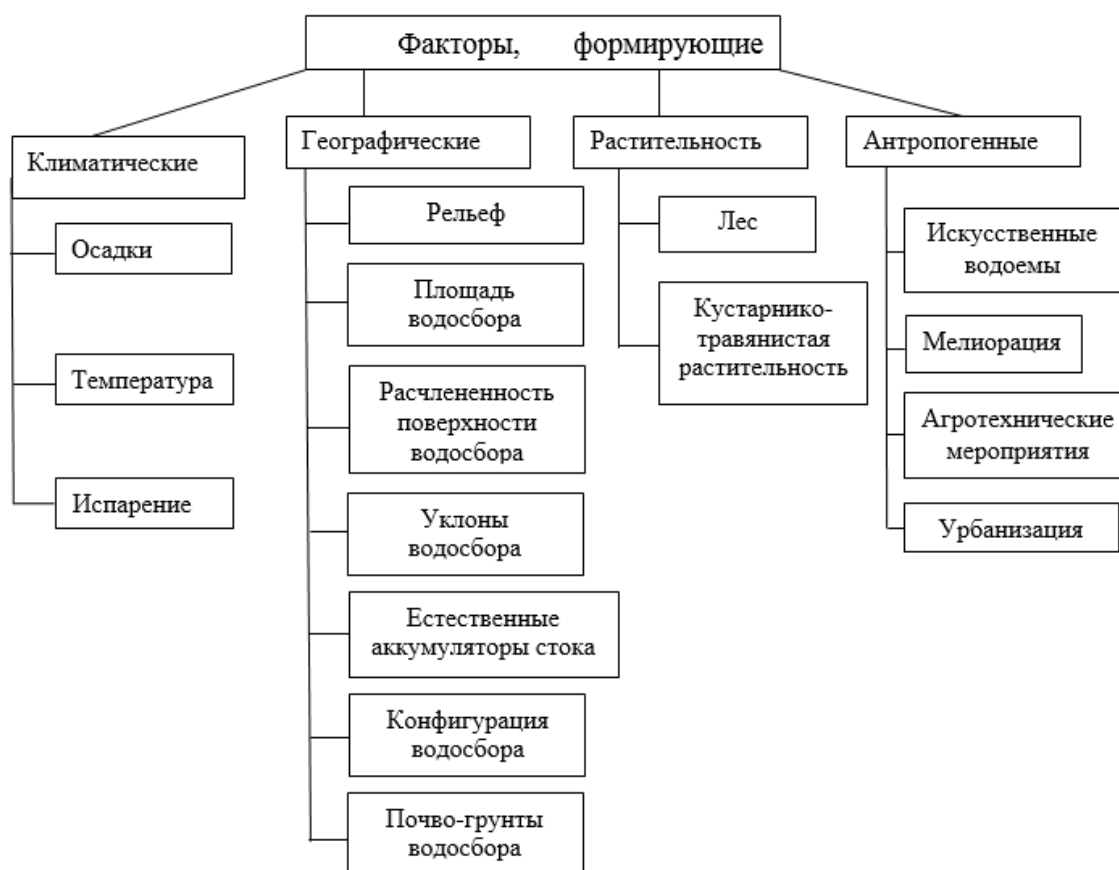 Факторы, формирующие
Климатические
Осадки
Температура
Испарение
Географические
Рельеф
Площадь
водосбора
Расчлененность
поверхности
водосбора
Уклоны
водосбора
Естественные
аккумуляторы стока
Конфигурация
водосбора
Почво-грунты
водосбора
Растительность
Лес
Кустарнико-
травянистая
растительность
Антропогенные
Искусственные
водоемы
Мелиорация
Агротехнические
мероприятия
Урбанизация